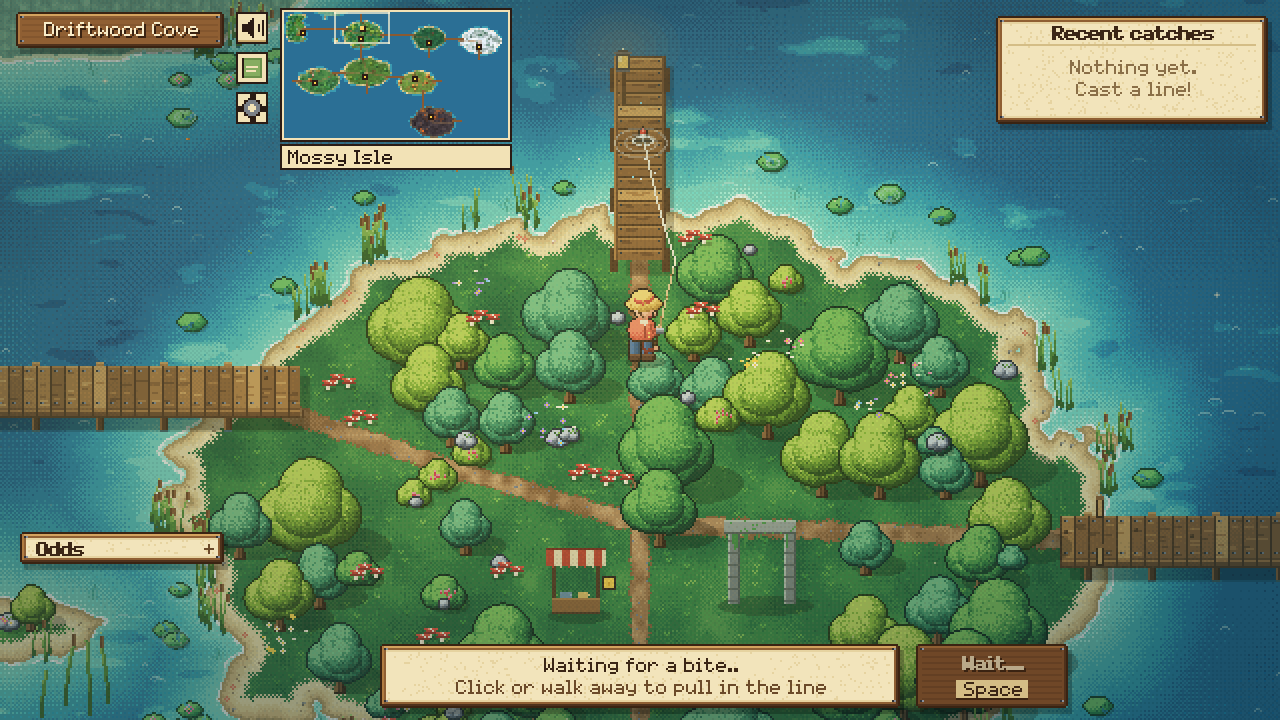 Driftwood Cove
Mossy Isle
Recent catches
Nothing yet.
Cast a line!
Odds +
Waiting for a bite..
Click or walk away to pull in the line
Wait…
Space